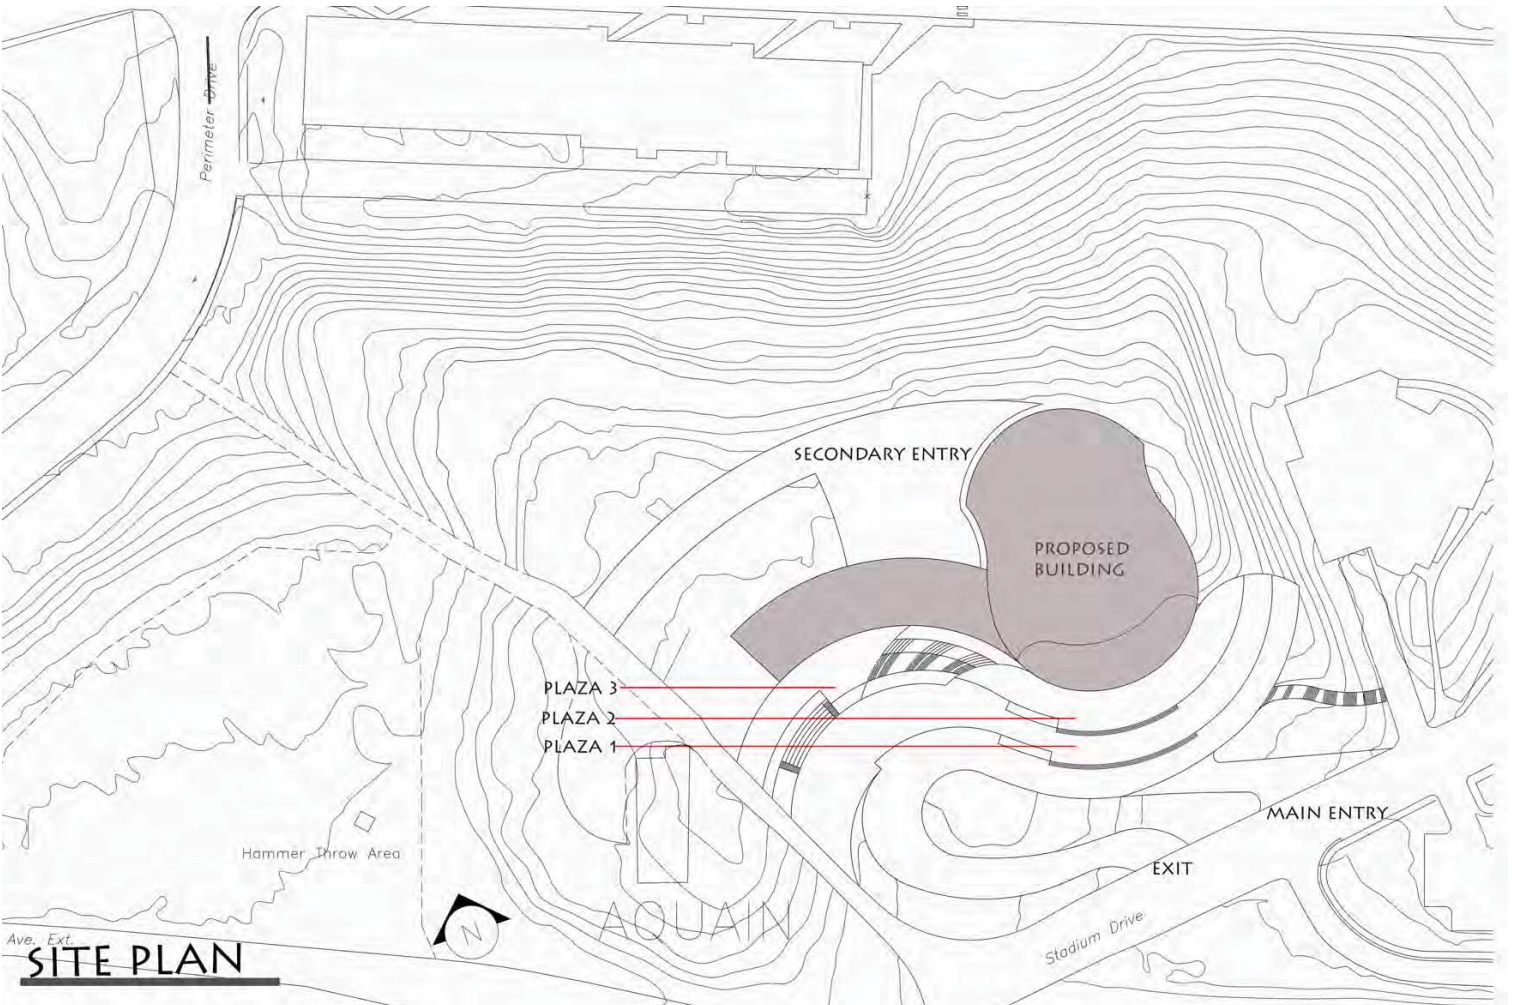 Perimeter Drive
SECONDARY ENTRY
PROPOSED
BUILDING
PLAZA 3
PLAZA 2
PLAZA 1
MAIN ENTRY
EXIT
Hammer Throw Area
AQUAIN
N
Stadium Drive
Ave. Ext.
SITE PLAN